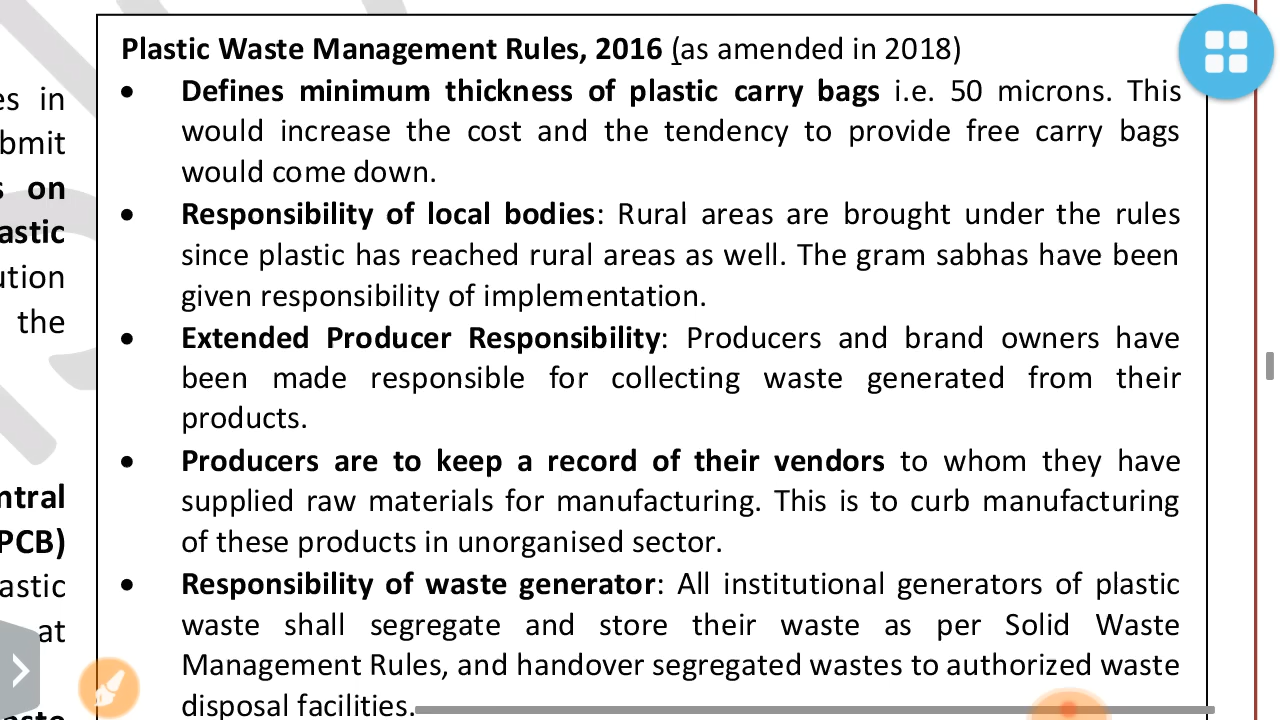 es in
bmit
s on
astic
ution
the
ntral
PCB)
astic
at
Plastic Waste Management Rules, 2016 (as amended in 2018)
• Defines minimum thickness of plastic carry bags i.e. 50 microns. This
would increase the cost and the tendency to provide free carry bags
would come down.
• Responsibility of local bodies: Rural areas are brought under the rules
since plastic has reached rural areas as well. The gram sabhas have been
given responsibility of implementation.
• Extended Producer Responsibility: Producers and brand owners have
been made responsible for collecting waste generated from their
products.
• Producers are to keep a record of their vendors to whom they have
supplied raw materials for manufacturing. This is to curb manufacturing
of these products in unorganised sector.
• Responsibility of waste generator: All institutional generators of plastic
waste shall segregate and store their waste as per Solid Waste
Management Rules, and handover segregated wastes to authorized waste
disposal facilities.